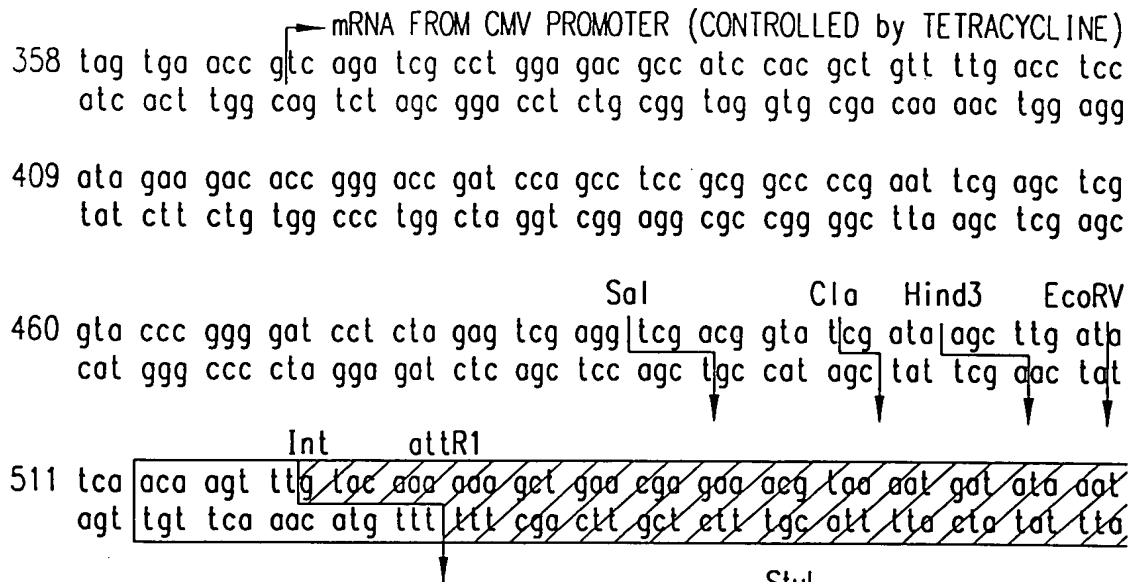 mRNA FROM CMV PROMOTER (CONTROLLED by TETRACYCLINE)
358 tag tga acc gtc aga tcg cct gga gac gcc atc cac gct gtt ttg acc tcc
atc act tgg cag tct agc gga cct ctg cgg tag gtg cga caa aac tgg agg
409 ata gaa gac acc ggg acc gat cca gcc tcc gcg gcc ccg aat tcg agc tcg
tat ctt ctg tgg ccc tgg cta ggt cgg agg cgc cgg ggc tta agc tcg agc
Sal Cla Hind3 EcoRV
460 gta ccc ggg gat cct cta gag tcg agg tcg acg gta tcg ata agc ttg ata
cat ggg ccc cta gga gat ctc agc tcc agc tgc cat agc tat tcg aac tat
Int attR1
511 tca aca agt ttg tac aaa aaa gct gaa cga gaa acg taa aat gat ata aat
agt tgt tca aac atg ttt ttt cga ctt gct ctt tgc att tta cta tat tta